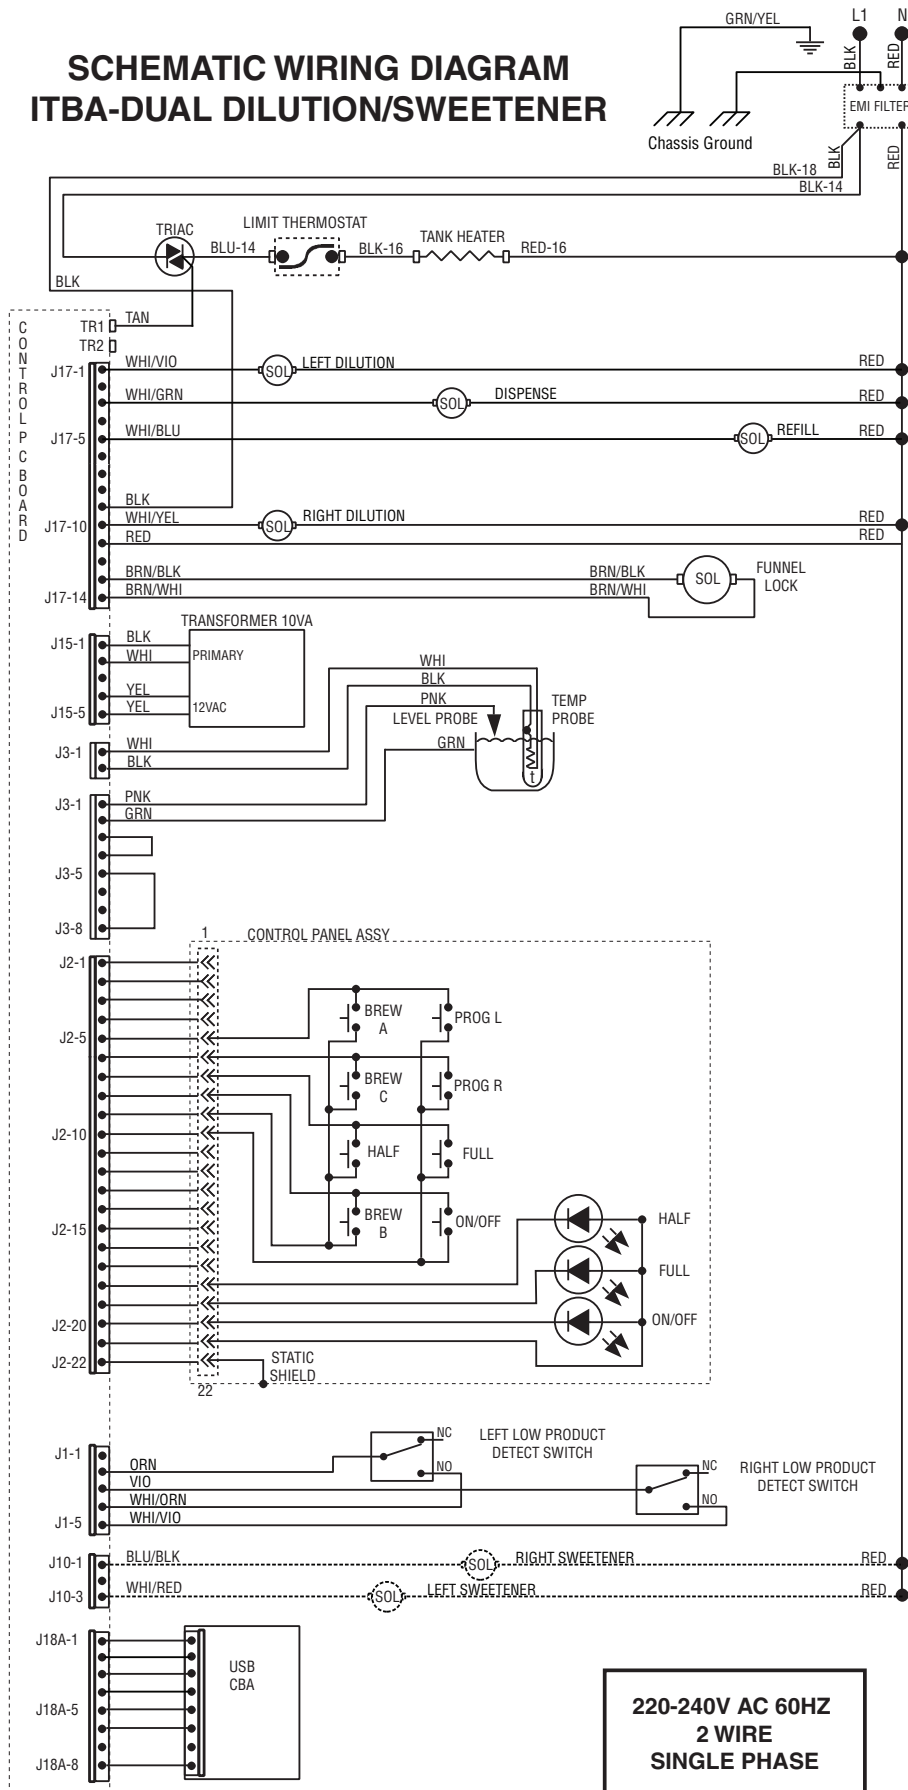 GRN/YEL
L1
N
BLK
RED
SCHEMATIC WIRING DIAGRAM
ITBA-DUAL DILUTION/SWEETENER
EMI FILTER
Chassis Ground
BLK
RED
BLK-18
BLK-14
TRIAC
BLU-14
LIMIT THERMOSTAT
BLK-16
TANK HEATER
RED-16
BLK
CONTROL PC BOARD
TR1
TAN
TR2
J17-1
WHI/VIO
SOL
LEFT DILUTION
RED
WHI/GRN
SOL
DISPENSE
RED
J17-5
WHI/BLU
SOL
REFILL
RED
BLK
J17-10
WHI/YEL
SOL
RIGHT DILUTION
RED
RED
RED
BRN/BLK
BRN/BLK
SOL
FUNNEL
LOCK
J17-14
BRN/WHI
BRN/WHI
TRANSFORMER 10VA
J15-1
BLK
WHI
PRIMARY
YEL
J15-5
YEL
12VAC
WHI
BLK
PNK
LEVEL PROBE
TEMP
PROBE
GRN
t
J3-1
WHI
BLK
J3-1
PNK
GRN
J3-5
J3-8
1
CONTROL PANEL ASSY
J2-1
J2-5
BREW
A
PROG L
BREW
C
PROG R
J2-10
HALF
FULL
J2-15
BREW
B
ON/OFF
HALF
FULL
J2-20
ON/OFF
J2-22
STATIC
SHIELD
22
J1-1
ORN
VIO
WHI/ORN
J1-5
WHI/VIO
NC
NO
LEFT LOW PRODUCT
DETECT SWITCH
NC
NO
RIGHT LOW PRODUCT
DETECT SWITCH
J10-1
BLU/BLK
SOL
RIGHT SWEETENER
RED
J10-3
WHI/RED
SOL
LEFT SWEETENER
RED
J18A-1
J18A-5
J18A-8
USB
CBA
220-240V AC 60HZ
2 WIRE
SINGLE PHASE